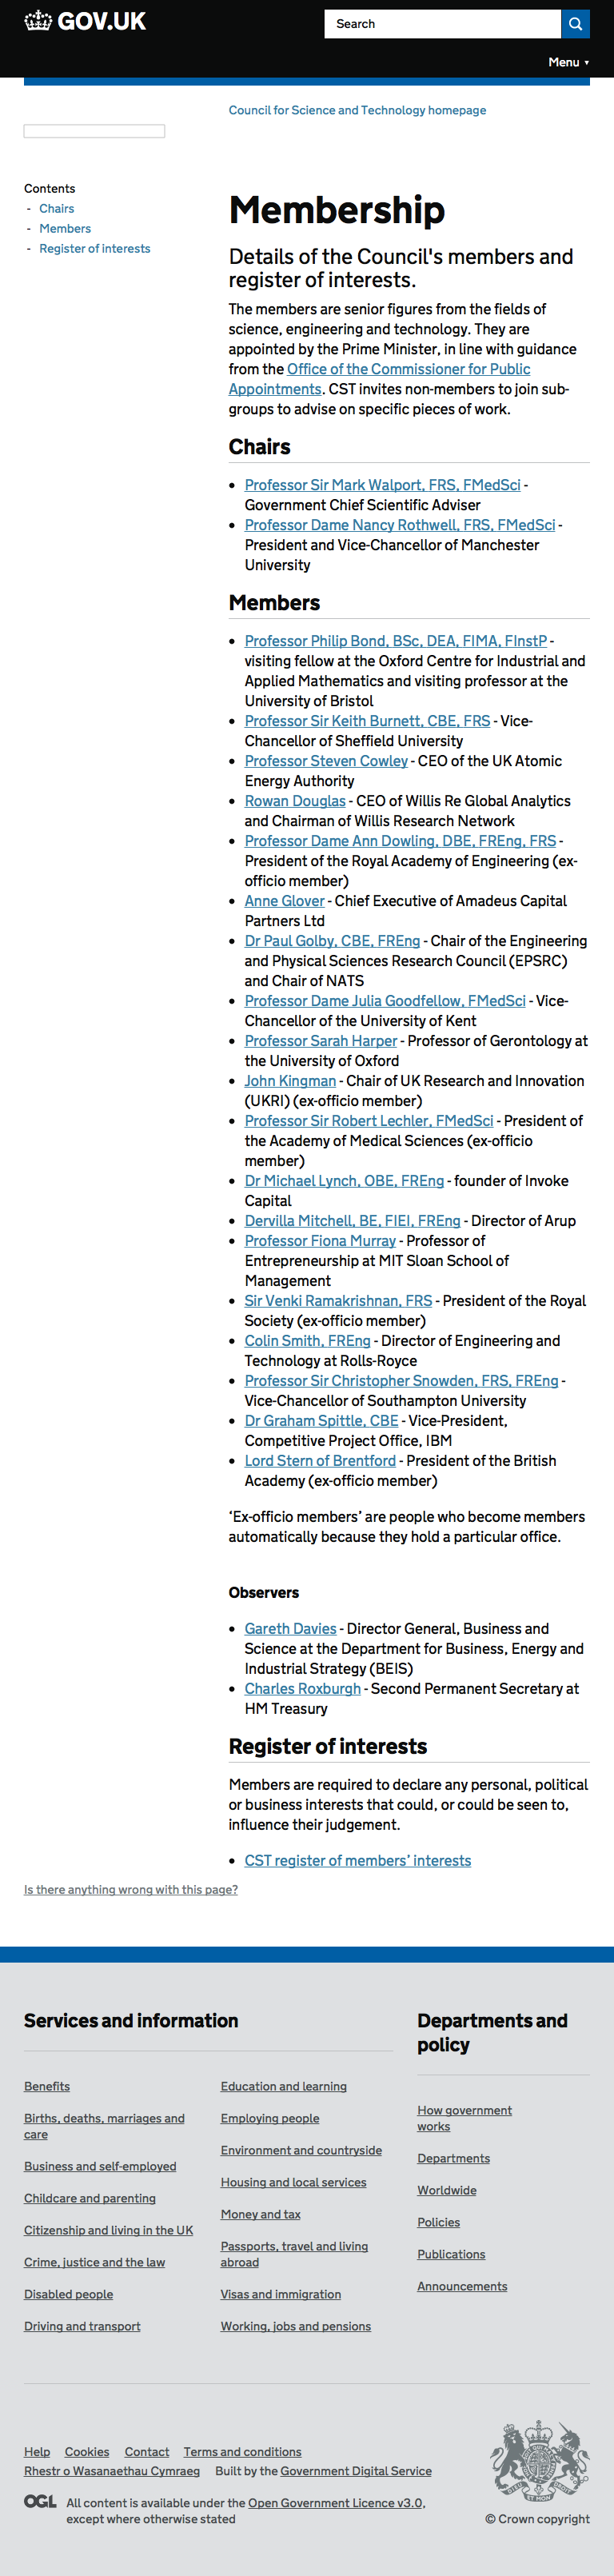 GOV.UK
Search
Menu ▾
Council for Science and Technology homepage
Contents
- Chairs
- Members
- Register of interests
Membership
Details of the Council's members and
register of interests.
The members are senior figures from the fields of
science, engineering and technology. They are
appointed by the Prime Minister, in line with guidance
from the Office of the Commissioner for Public
Appointments. CST invites non-members to join sub-
groups to advise on specific pieces of work.
Chairs
• Professor Sir Mark Walport, FRS, FMedSci -
Government Chief Scientific Adviser
• Professor Dame Nancy Rothwell, FRS, FMedSci -
President and Vice-Chancellor of Manchester
University
Members
• Professor Philip Bond, BSc, DEA, FIMA, FInstP -
visiting fellow at the Oxford Centre for Industrial and
Applied Mathematics and visiting professor at the
University of Bristol
• Professor Sir Keith Burnett, CBE, FRS - Vice-
Chancellor of Sheffield University
• Professor Steven Cowley - CEO of the UK Atomic
Energy Authority
• Rowan Douglas - CEO of Willis Re Global Analytics
and Chairman of Willis Research Network
• Professor Dame Ann Dowling, DBE, FREng, FRS -
President of the Royal Academy of Engineering (ex-
officio member)
• Anne Glover - Chief Executive of Amadeus Capital
Partners Ltd
• Dr Paul Golby, CBE, FREng - Chair of the Engineering
and Physical Sciences Research Council (EPSRC)
and Chair of NATS
• Professor Dame Julia Goodfellow, FMedSci - Vice-
Chancellor of the University of Kent
• Professor Sarah Harper - Professor of Gerontology at
the University of Oxford
• John Kingman - Chair of UK Research and Innovation
(UKRI) (ex-officio member)
• Professor Sir Robert Lechler, FMedSci - President of
the Academy of Medical Sciences (ex-officio
member)
• Dr Michael Lynch, OBE, FREng - founder of Invoke
Capital
• Dervilla Mitchell, BE, FIEI, FREng - Director of Arup
• Professor Fiona Murray - Professor of
Entrepreneurship at MIT Sloan School of
Management
• Sir Venki Ramakrishnan, FRS - President of the Royal
Society (ex-officio member)
• Colin Smith, FREng - Director of Engineering and
Technology at Rolls-Royce
• Professor Sir Christopher Snowden, FRS, FREng -
Vice-Chancellor of Southampton University
• Dr Graham Spittle, CBE - Vice-President,
Competitive Project Office, IBM
• Lord Stern of Brentford - President of the British
Academy (ex-officio member)
‘Ex-officio members’ are people who become members
automatically because they hold a particular office.
Observers
• Gareth Davies - Director General, Business and
Science at the Department for Business, Energy and
Industrial Strategy (BEIS)
• Charles Roxburgh - Second Permanent Secretary at
HM Treasury
Register of interests
Members are required to declare any personal, political
or business interests that could, or could be seen to,
influence their judgement.
• CST register of members’ interests
Is there anything wrong with this page?
Services and information
Benefits
Births, deaths, marriages and
care
Business and self-employed
Childcare and parenting
Citizenship and living in the UK
Crime, justice and the law
Disabled people
Driving and transport
Education and learning
Employing people
Environment and countryside
Housing and local services
Money and tax
Passports, travel and living
abroad
Visas and immigration
Working, jobs and pensions
Departments and
policy
How government
works
Departments
Worldwide
Policies
Publications
Announcements
Help Cookies Contact Terms and conditions
Rhestr o Wasanaethau Cymraeg Built by the Government Digital Service
OGL All content is available under the Open Government Licence v3.0,
except where otherwise stated
© Crown copyright